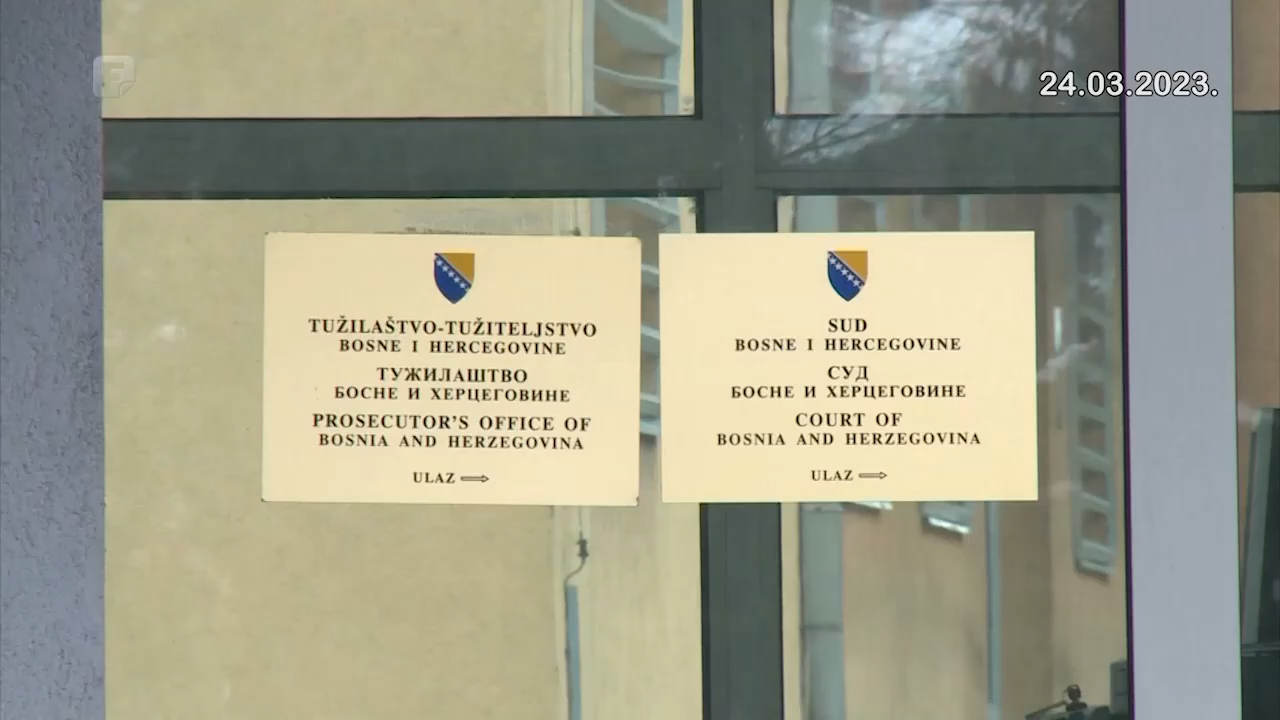 24.03.2023.
TUŽILAŠTVO-TUŽITELJSTVO
BOSNE I HERCEGOVINE
ТУЖИЛАШТВО
БОСНЕ И ХЕРЦЕГОВИНЕ
PROSECUTOR'S OFFICE OF
BOSNIA AND HERZEGOVINA
ULAZ
SUD
BOSNE I HERCEGOVINE
СУД
БОСНЕ И ХЕРЦЕГОВИНЕ
COURT OF
BOSNIA AND HERZEGOVINA
ULAZ